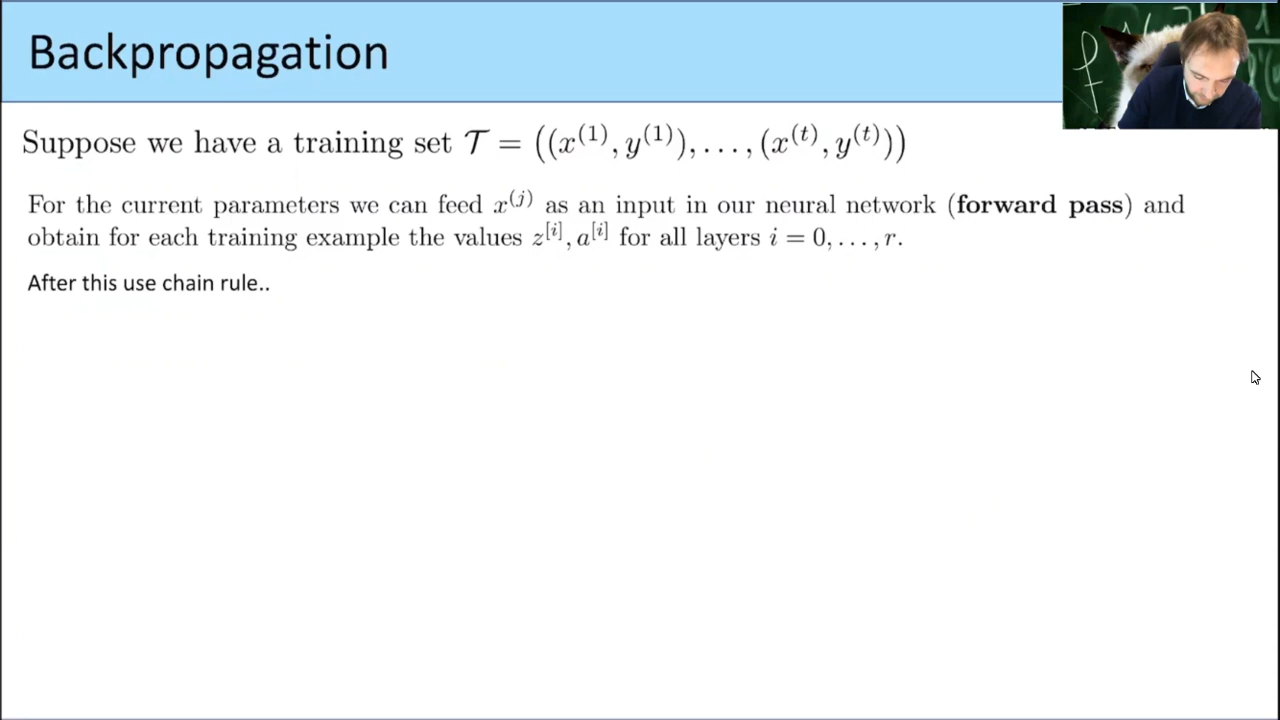 Backpropagation
Suppose we have a training set 𝒯 = ((x^(1), y^(1)), …, (x^(t), y^(t)))
For the current parameters we can feed x^(j) as an input in our neural network (forward pass) and
obtain for each training example the values z^[i], a^[i] for all layers i = 0, …, r.
After this use chain rule..